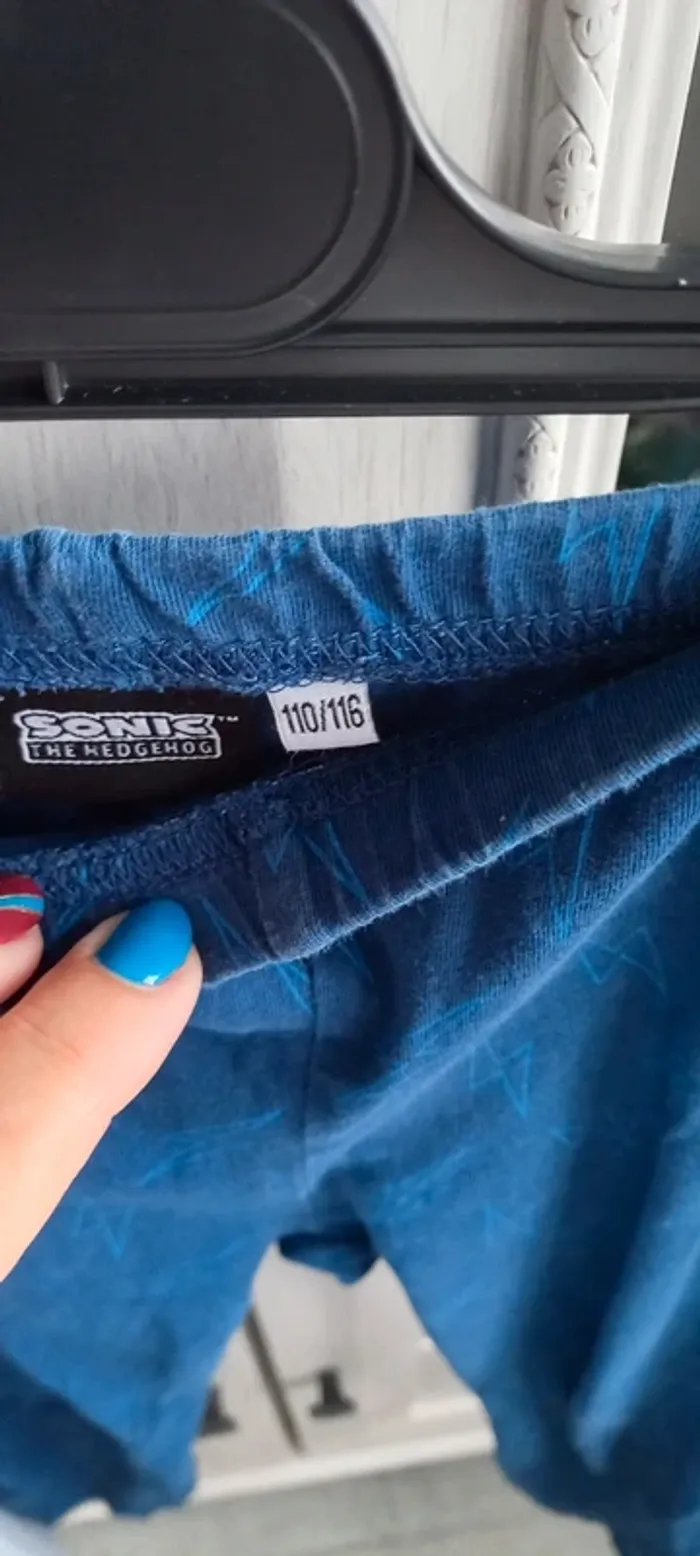 SONIC™
THE HEDGEHOG
110/116